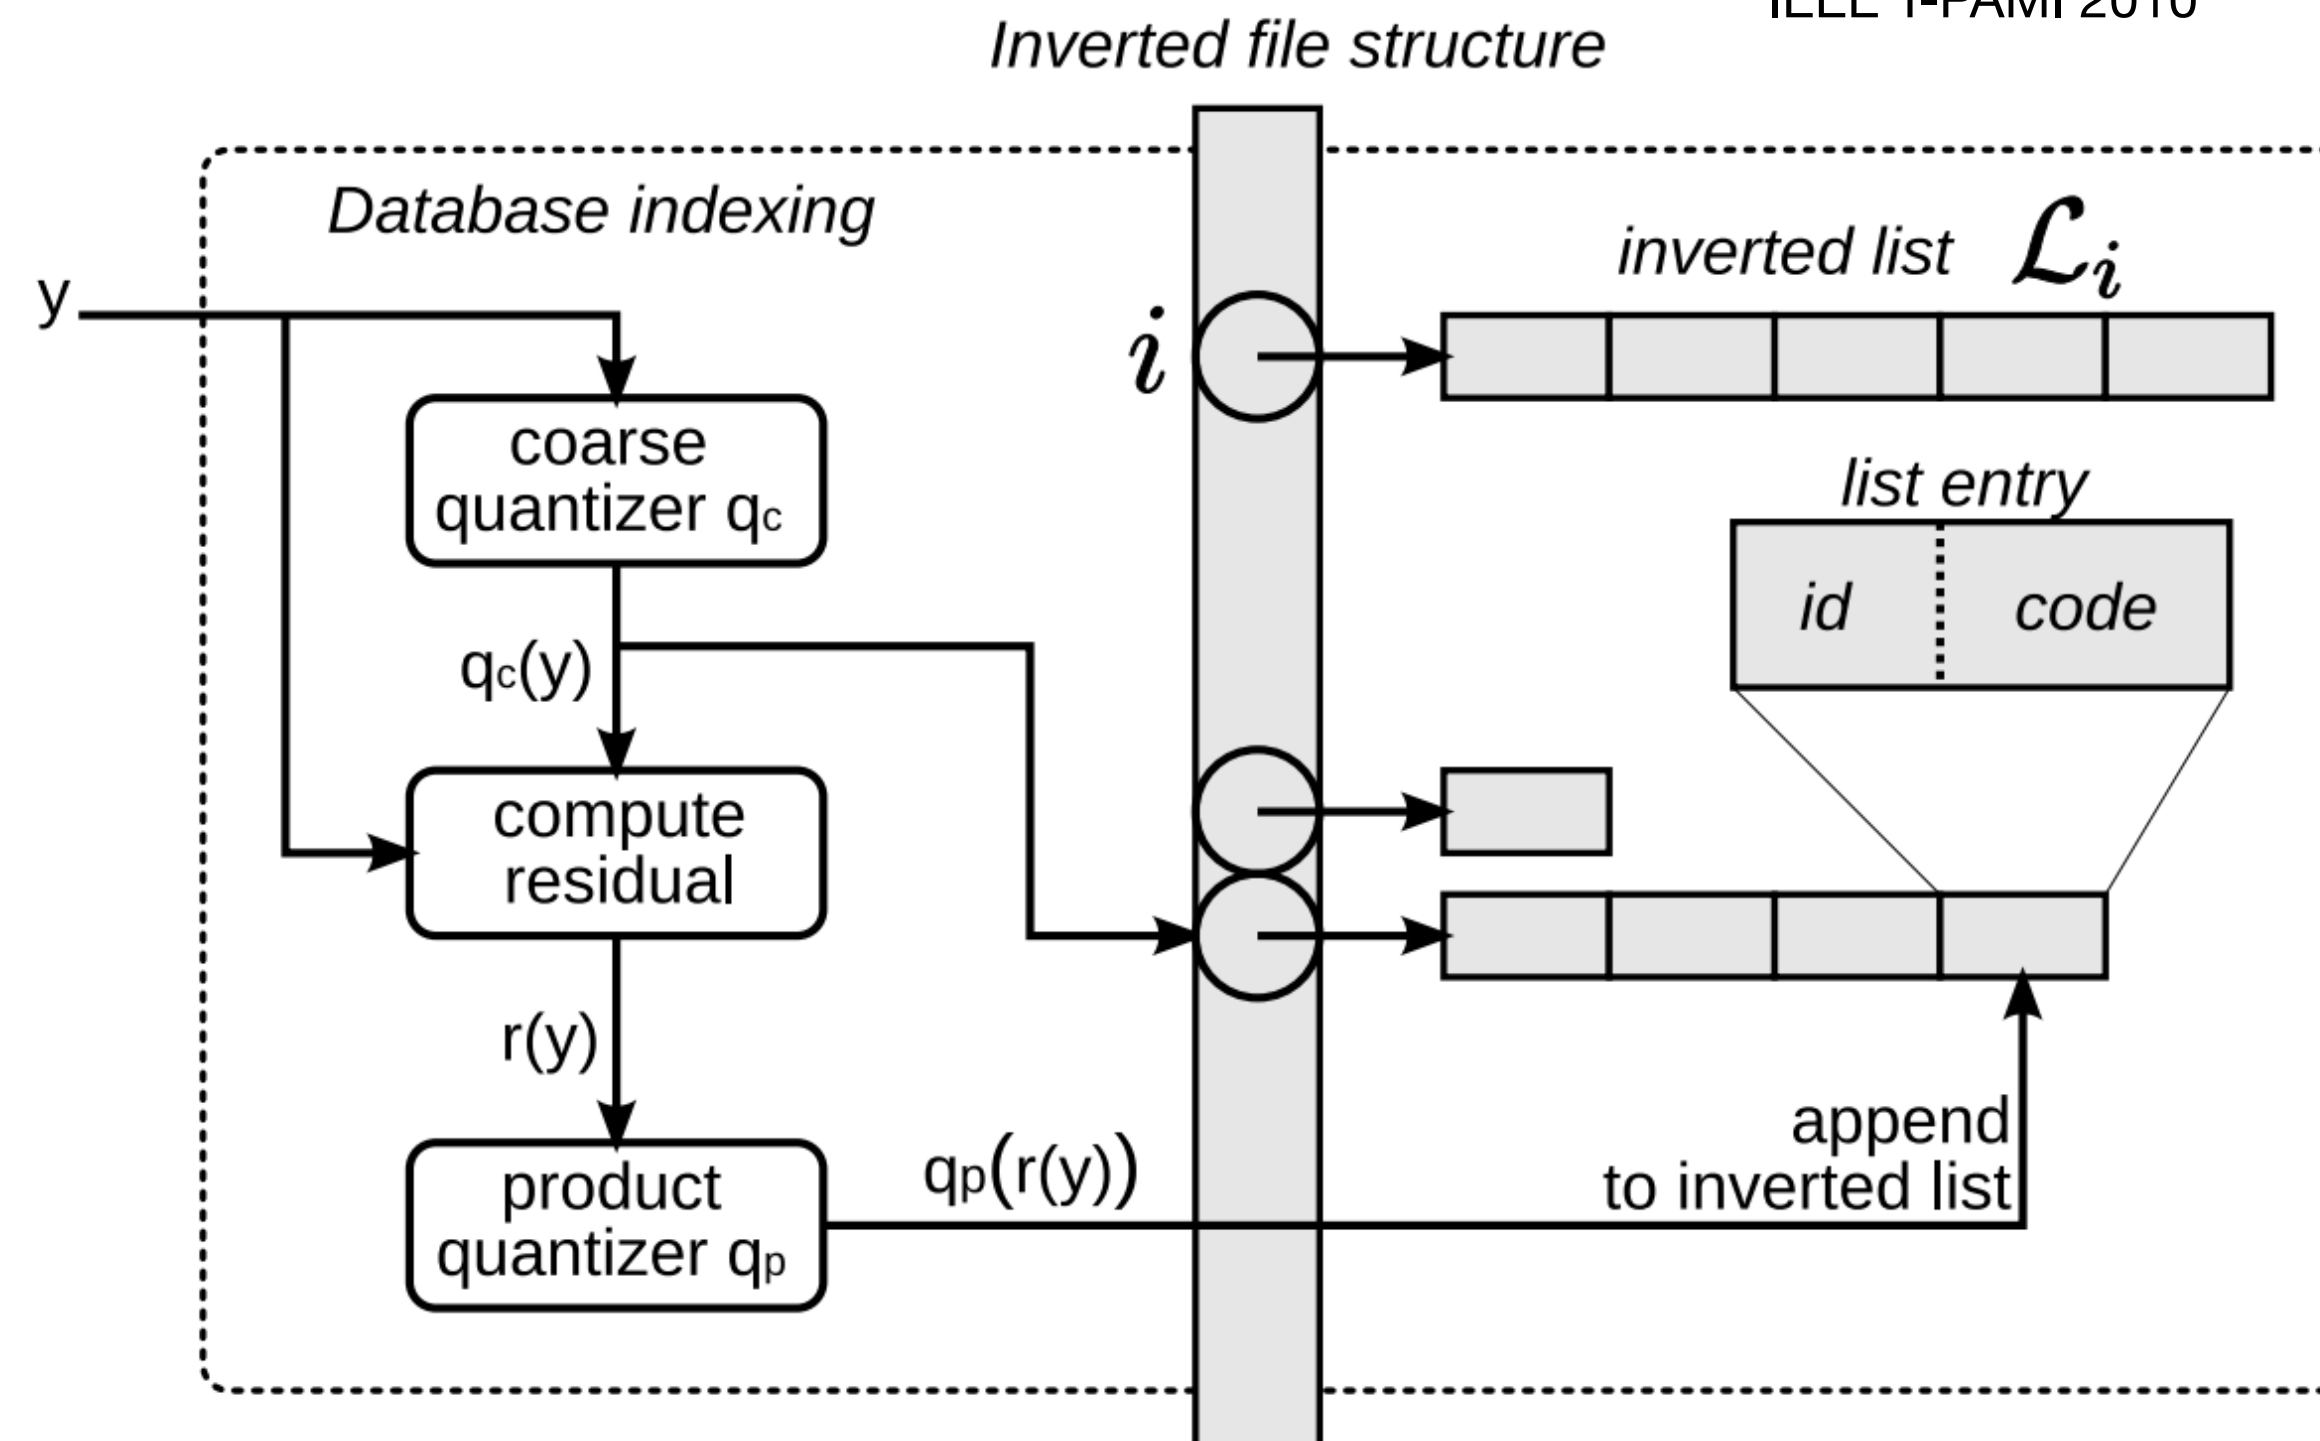 IEEE T-PAMI 2010
Inverted file structure
Database indexing
inverted list ℒi
y
i
coarse
quantizer qc
list entry
id code
qc(y)
compute
residual
r(y)
append
to inverted list
qp(r(y))
product
quantizer qp